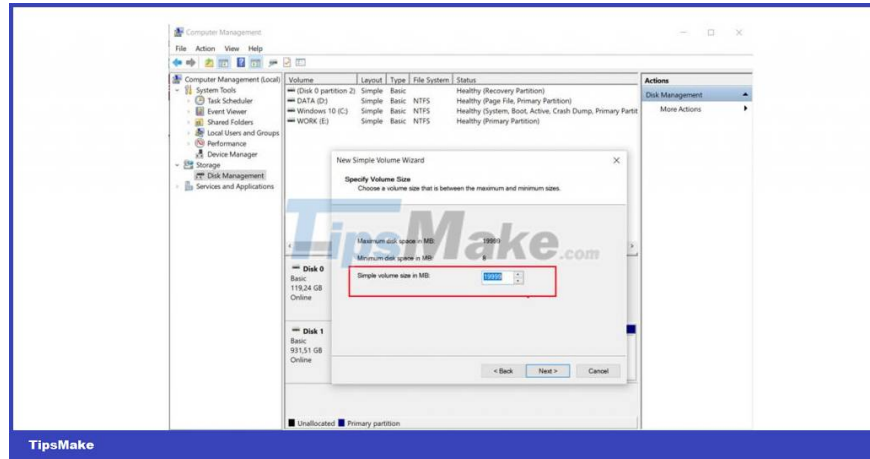 Computer Management
File Action View Help
Computer Management (Local)
System Tools
Task Scheduler
Event Viewer
Shared Folders
Local Users and Groups
Performance
Device Manager
Storage
Disk Management
Services and Applications
Volume Layout Type File System Status
(Disk 0 partition 2) Simple Basic Healthy (Recovery Partition)
DATA (D:) Simple Basic NTFS Healthy (Page File, Primary Partition)
Windows 10 (C:) Simple Basic NTFS Healthy (System, Boot, Active, Crash Dump, Primary Partit
WORK (E:) Simple Basic NTFS Healthy (Primary Partition)
Actions
Disk Management
More Actions
New Simple Volume Wizard
Specify Volume Size
Choose a volume size that is between the maximum and minimum sizes.
TipsMake.com
Maximum disk space in MB: 19999
Minimum disk space in MB: 8
Simple volume size in MB: 19999
< Back Next > Cancel
Disk 0
Basic
119,24 GB
Online
Disk 1
Basic
931,51 GB
Online
Unallocated Primary partition
TipsMake